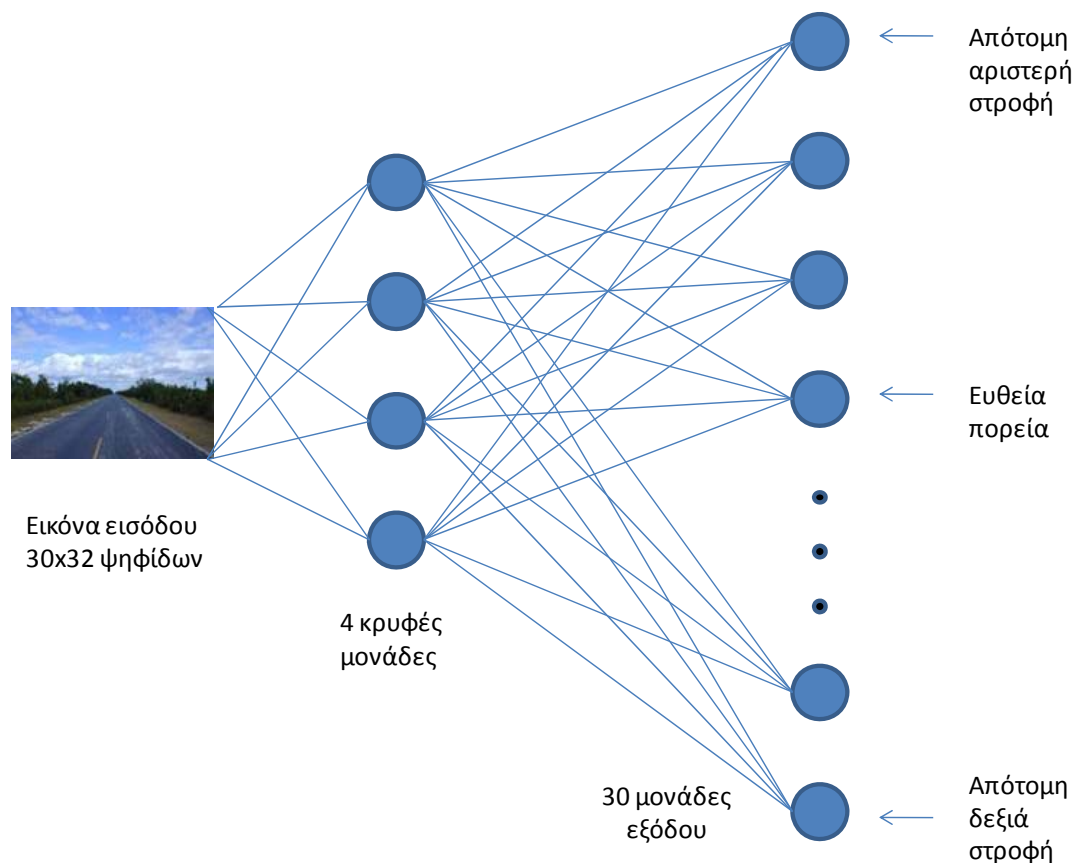 Απότομη
αριστερή
στροφή
Ευθεία
πορεία
Εικόνα εισόδου
30x32 ψηφίδων
4 κρυφές
μονάδες
30 μονάδες
εξόδου
Απότομη
δεξιά
στροφή